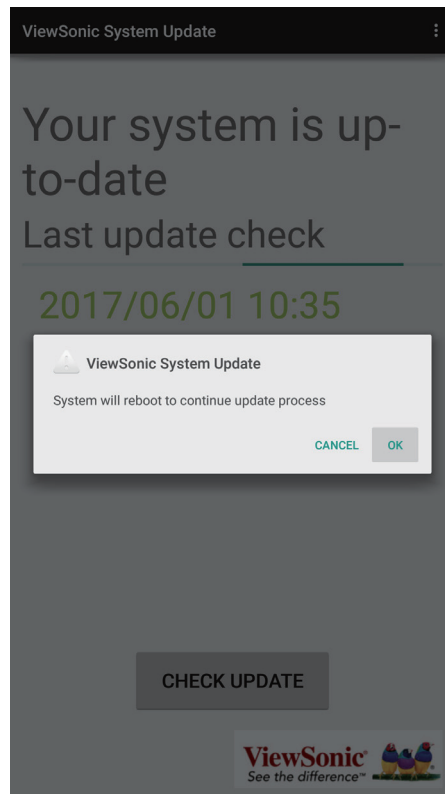 ViewSonic System Update
Your system is up-
to-date
Last update check
2017/06/01 10:35
ViewSonic System Update
System will reboot to continue update process
CANCEL OK
CHECK UPDATE
ViewSonic®
See the difference™